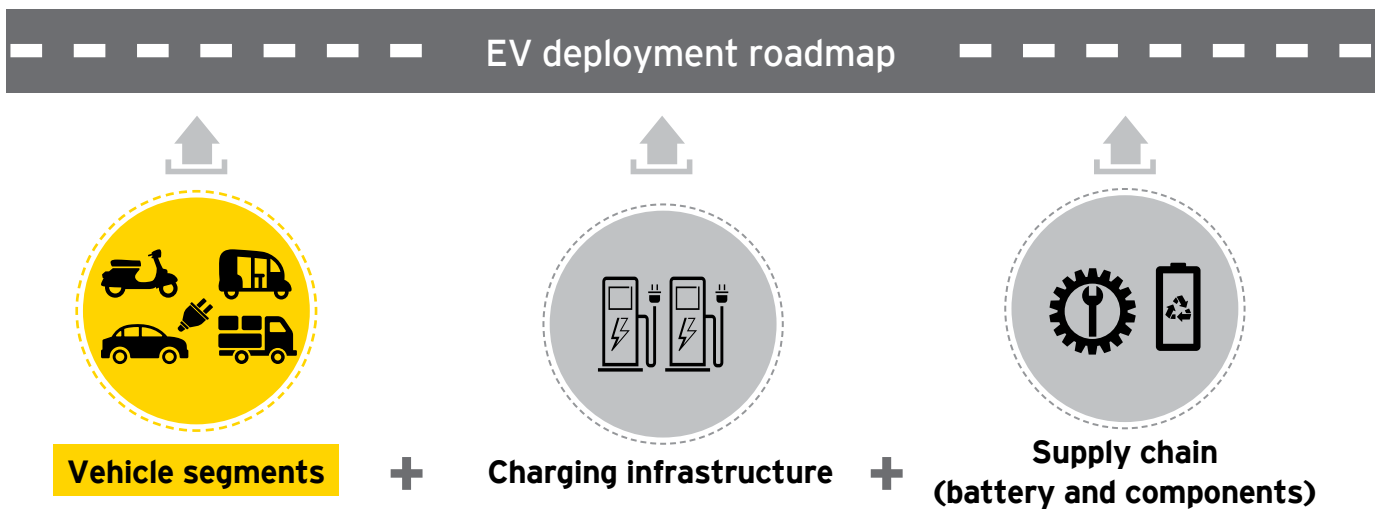 EV deployment roadmap
Vehicle segments
+
Charging infrastructure
+
Supply chain
(battery and components)